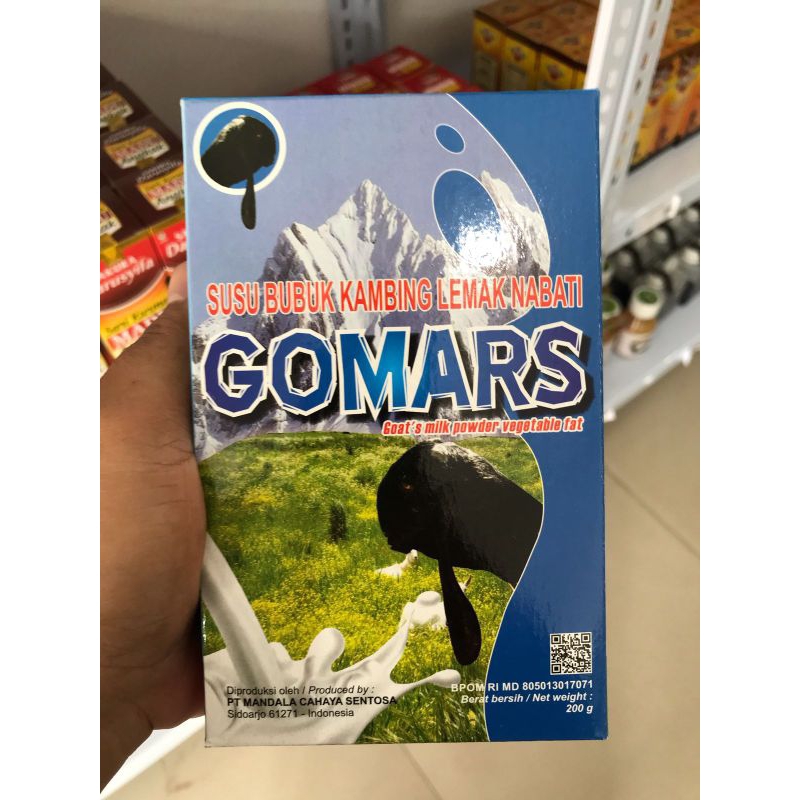 SUSU BUBUK KAMBING LEMAK NABATI
GOMARS
Goat's milk powder vegetable fat
Diproduksi oleh / Produced by :
PT MANDALA CAHAYA SENTOSA
Sidoarjo 61271 - Indonesia
BPOM RI MD 805013017071
Berat bersih / Net weight :
200 g